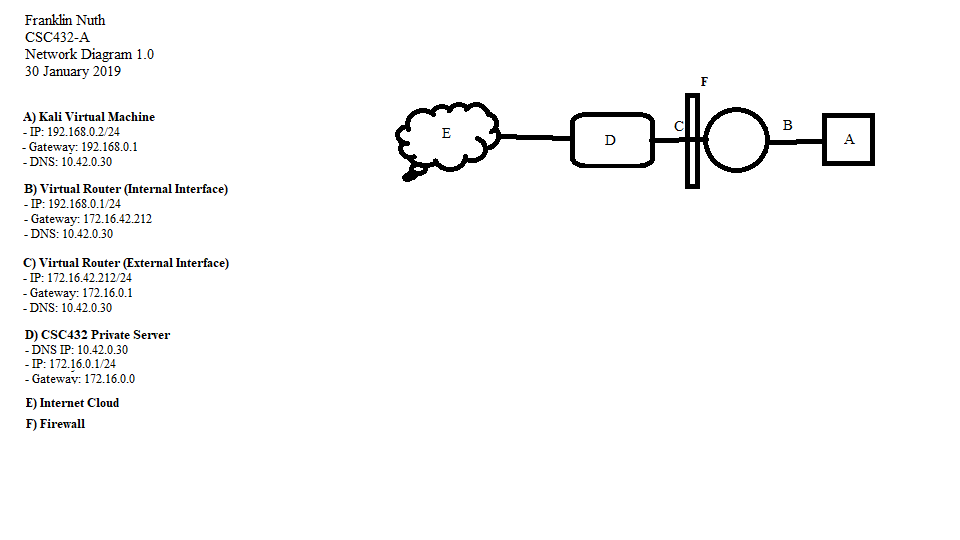 Franklin Nuth
CSC432-A
Network Diagram 1.0
30 January 2019
A) Kali Virtual Machine
- IP: 192.168.0.2/24
- Gateway: 192.168.0.1
- DNS: 10.42.0.30
B) Virtual Router (Internal Interface)
- IP: 192.168.0.1/24
- Gateway: 172.16.42.212
- DNS: 10.42.0.30
C) Virtual Router (External Interface)
- IP: 172.16.42.212/24
- Gateway: 172.16.0.1
- DNS: 10.42.0.30
D) CSC432 Private Server
- DNS IP: 10.42.0.30
- IP: 172.16.0.1/24
- Gateway: 172.16.0.0
E) Internet Cloud
F) Firewall
F
E
D
C
B
A